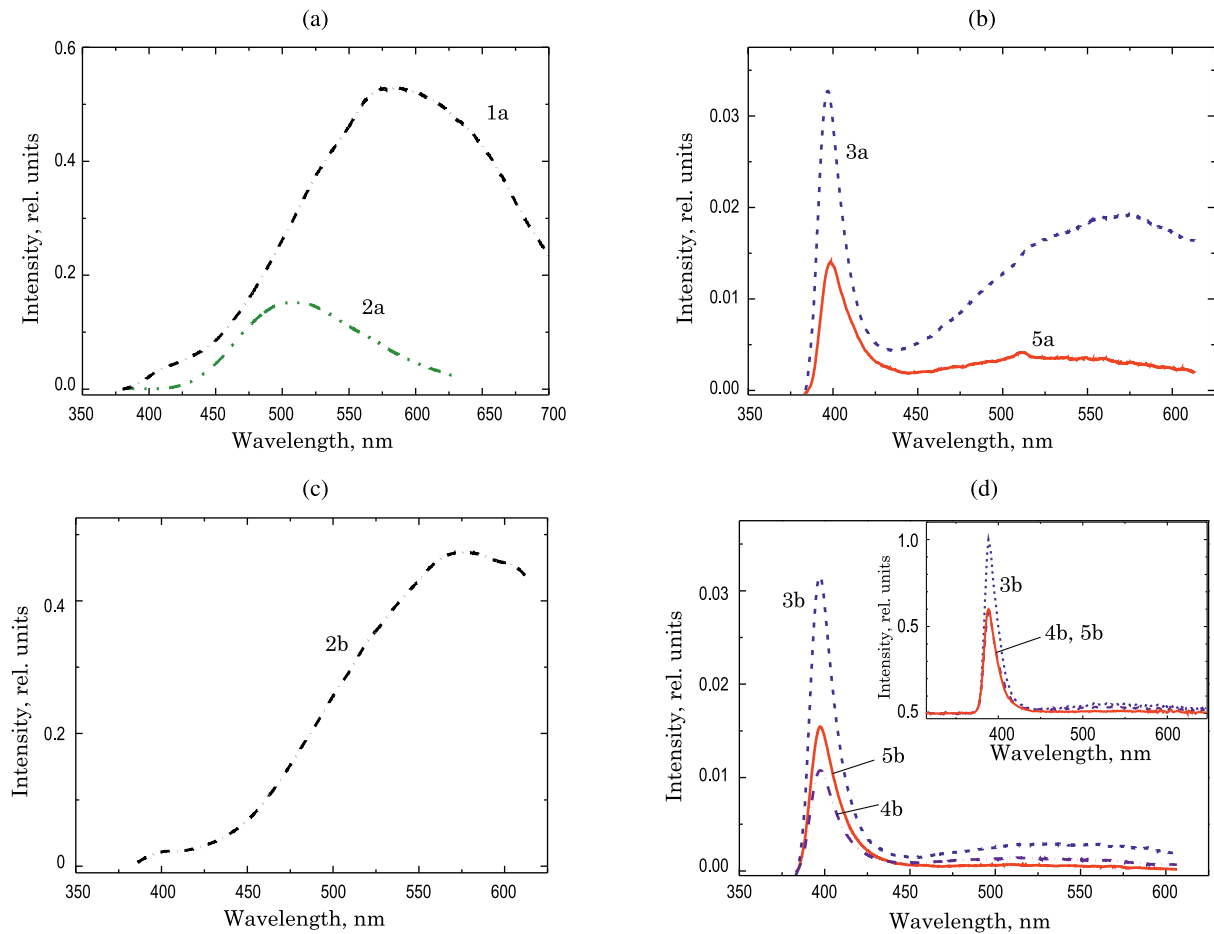 (a)
0.6
0.4
0.2
0.0
Intensity, rel. units
1a
2a
350 400 450 500 550 600 650 700
Wavelength, nm
(b)
0.03
0.02
0.01
0.00
Intensity, rel. units
3a
5a
350 400 450 500 550 600
Wavelength, nm
(c)
0.4
0.2
0
Intensity, rel. units
2b
350 400 450 500 550 600
Wavelength, nm
(d)
0.03
0.02
0.01
0.00
Intensity, rel. units
3b
5b
4b
350 400 450 500 550 600
Wavelength, nm
1.0
0.5
0.5
Intensity, rel. units
3b
4b, 5b
400 500 600
Wavelength, nm